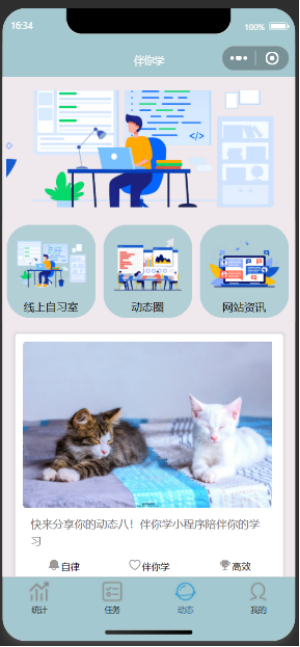 16:34
100%
伴你学
</>
线上自习室
动态圈
网站资讯
快来分享你的动态八！伴你学小程序陪伴你的学
习
自律
伴你学
高效
统计
任务
动态
我的